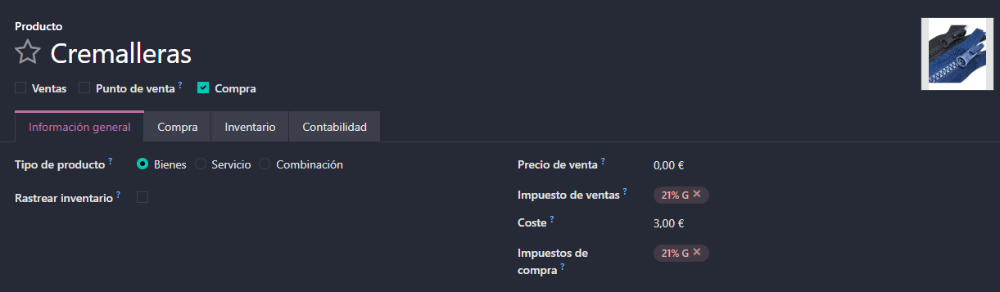 Producto
Cremalleras
Ventas Punto de venta ? Compra
Información general Compra Inventario Contabilidad
Tipo de producto ? Bienes Servicio Combinación
Rastrear inventario ?
Precio de venta ? 0,00 €
Impuesto de ventas ? 21% G ×
Coste ? 3,00 €
Impuestos de compra ? 21% G ×